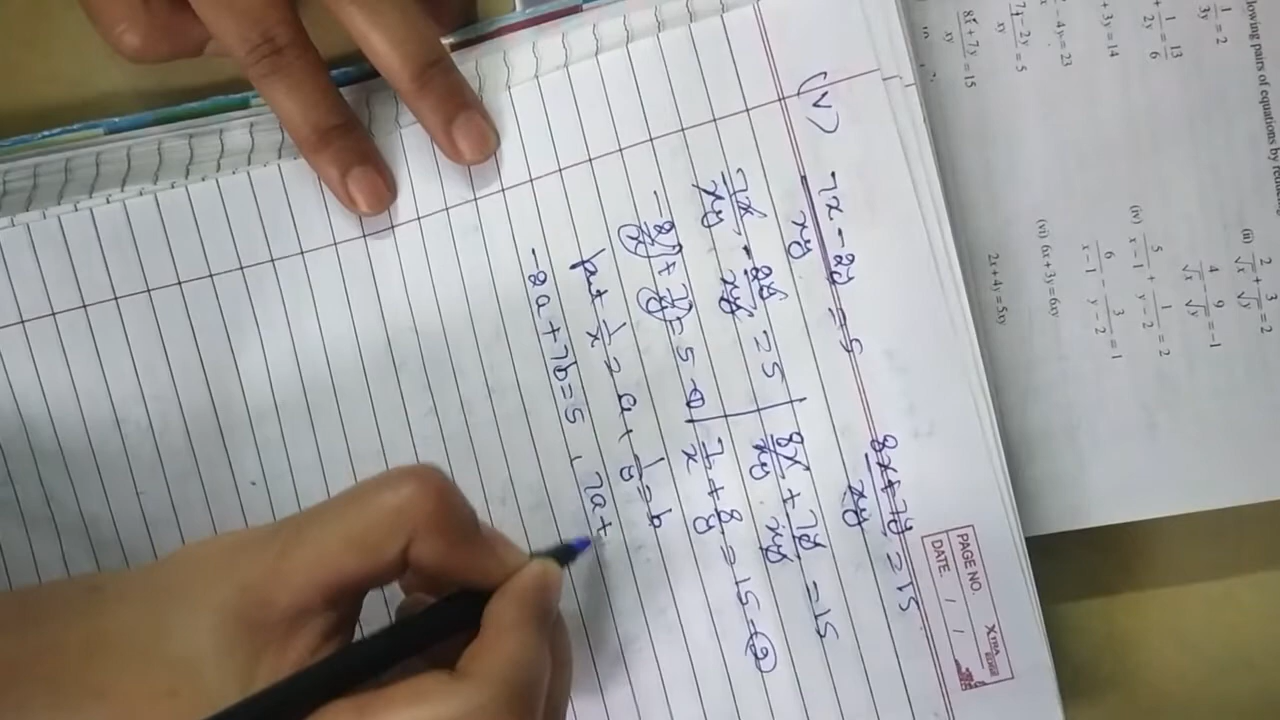 lowing pairs of equations by reduc
1/3y = 2
(ii) 2/√x + 3/√y = 2
+ 1/2y = 13/6
4/√x - 9/√y = -1
+ 3y = 14
(iv) 5/x-1 + 1/y-2 = 2
- 4y = 23
6/x-1 - 3/y-2 = 1
7x-2y/xy = 5
(vi) 6x + 3y = 6xy
8x+7y/xy = 15
2x + 4y = 5xy
PAGE NO.
DATE. / /
XTRA
(v) 7x-2y/xy = 5 8x+7y/xy = 15
7x/xy - 2y/xy = 5 | 8x/xy + 7y/xy = 15
-2/x + 7/y = 5 -① | 7/x + 8/y = 15 -②
put 1/x = a, 1/y = b
-2a + 7b = 5 , 7a +